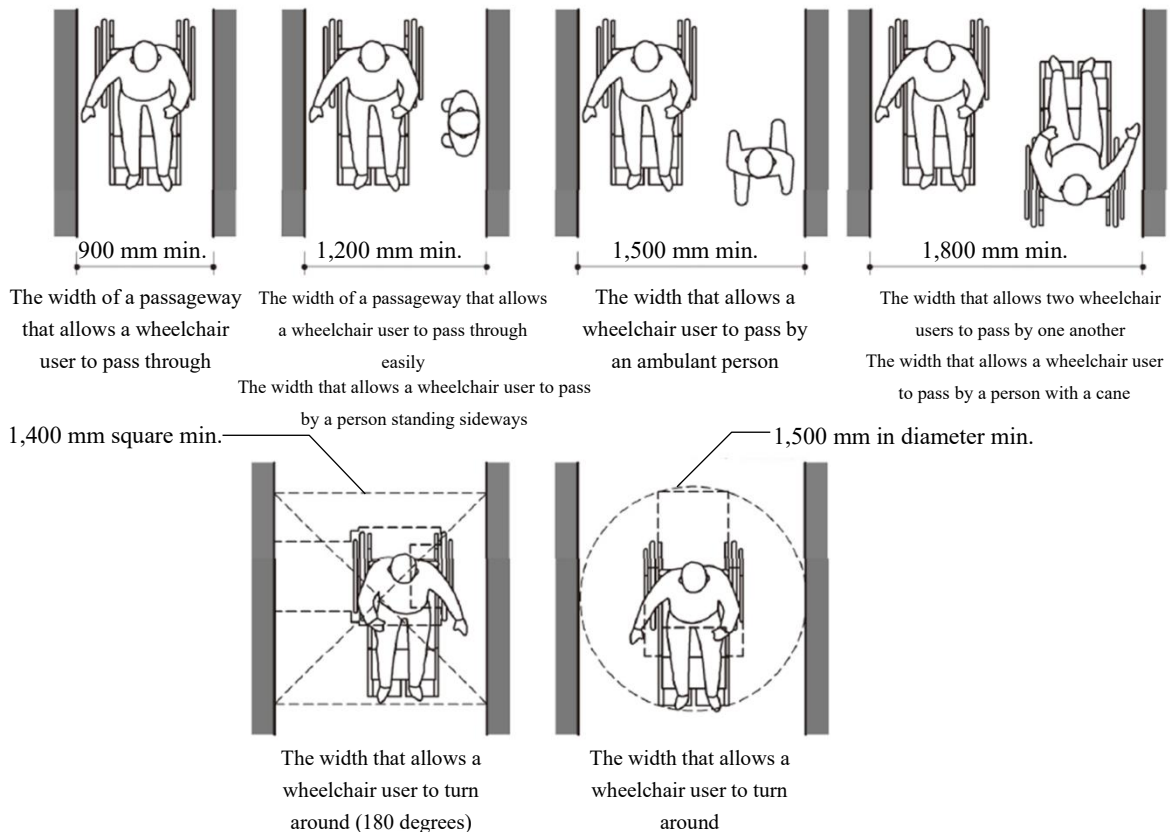 900 mm min.
1,200 mm min.
1,500 mm min.
1,800 mm min.
The width of a passageway
that allows a wheelchair
user to pass through
The width of a passageway that allows
a wheelchair user to pass through
easily
The width that allows a wheelchair user to pass
by a person standing sideways
The width that allows a
wheelchair user to pass by
an ambulant person
The width that allows two wheelchair
users to pass by one another
The width that allows a wheelchair user
to pass by a person with a cane
1,400 mm square min.
1,500 mm in diameter min.
The width that allows a
wheelchair user to turn
around (180 degrees)
The width that allows a
wheelchair user to turn
around